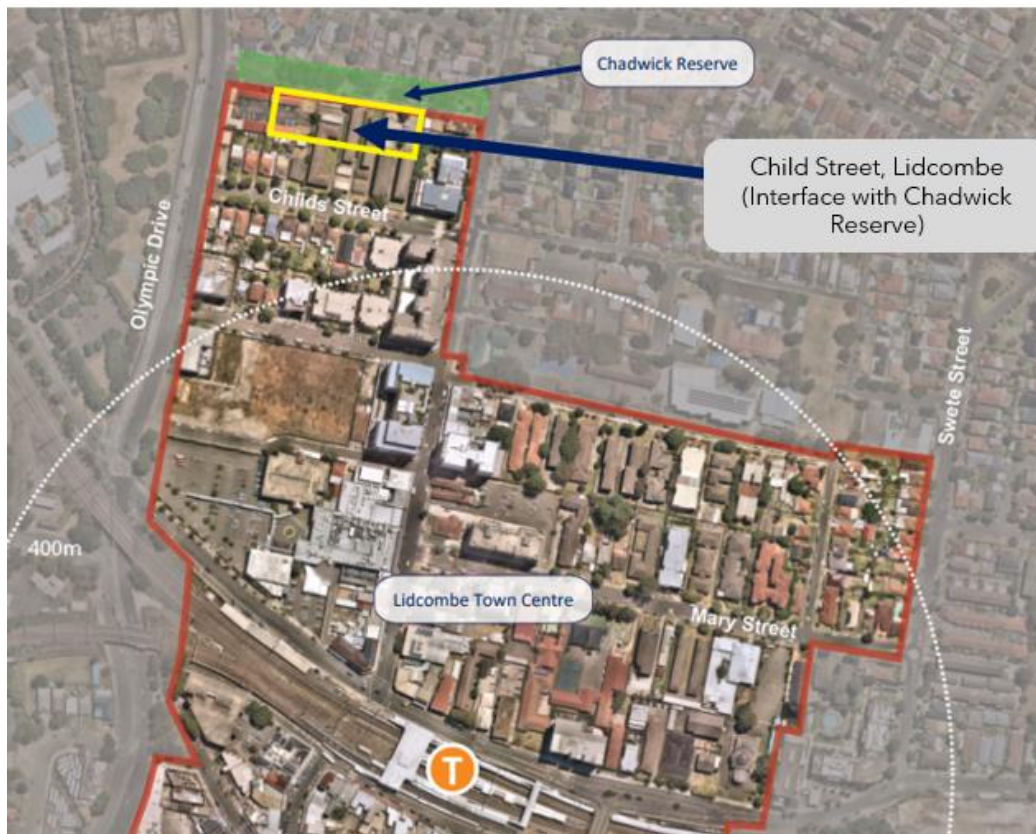 Chadwick Reserve
Child Street, Lidcombe
(Interface with Chadwick
Reserve)
Childs Street
Olympic Drive
Swete Street
400m
Lidcombe Town Centre
Mary Street
T